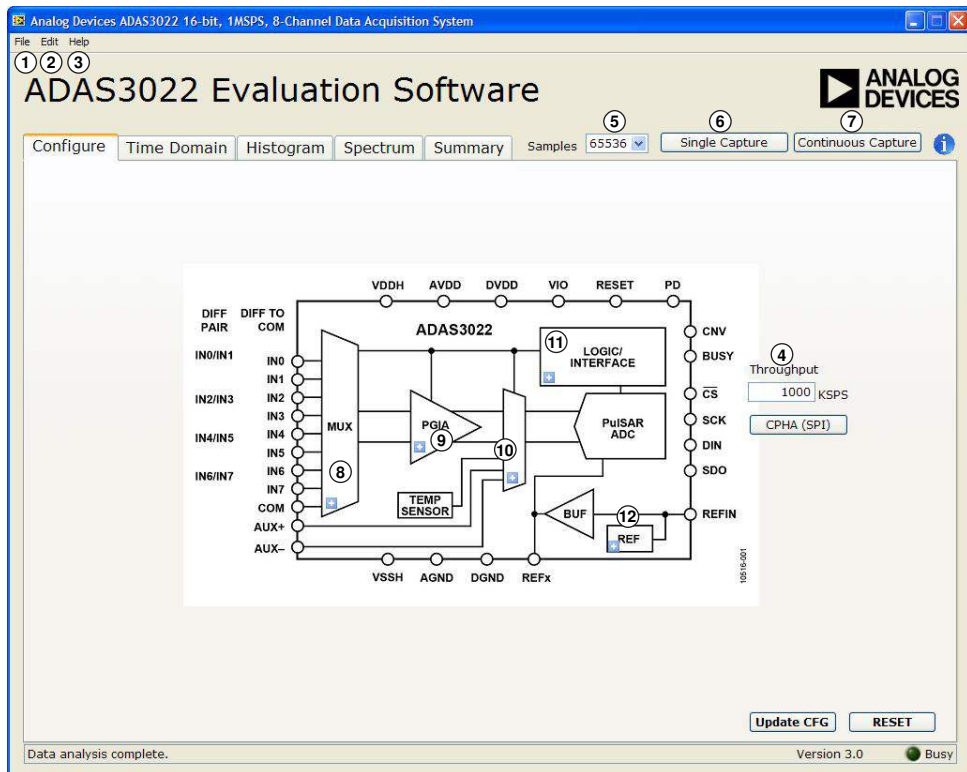 Analog Devices ADAS3022 16-bit, 1MSPS, 8-Channel Data Acquisition System
File Edit Help
1 2 3
ADAS3022 Evaluation Software
ANALOG
DEVICES
5 6 7
Configure Time Domain Histogram Spectrum Summary Samples 65536 Single Capture Continuous Capture i
VDDH AVDD DVDD VIO RESET PD
DIFF PAIR
DIFF TO COM
ADAS3022
IN0/IN1
IN2/IN3
IN4/IN5
IN6/IN7
IN0
IN1
IN2
IN3
IN4
IN5
IN6
IN7
COM
AUX+
AUX–
MUX
8
PGIA
9
10
TEMP
SENSOR
11
LOGIC/
INTERFACE
PulSAR
ADC
BUF
12
REF
CNV
BUSY
CS
SCK
DIN
SDO
REFIN
VSSH AGND DGND REFx
10516-001
4
Throughput
1000 KSPS
CPHA (SPI)
Update CFG RESET
Data analysis complete. Version 3.0 Busy